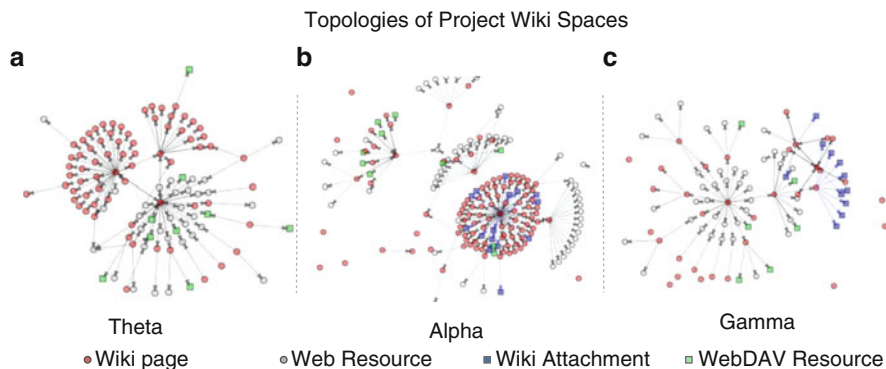 Topologies of Project Wiki Spaces
a
b
c
Theta
Alpha
Gamma
Wiki page
Web Resource
Wiki Attachment
WebDAV Resource